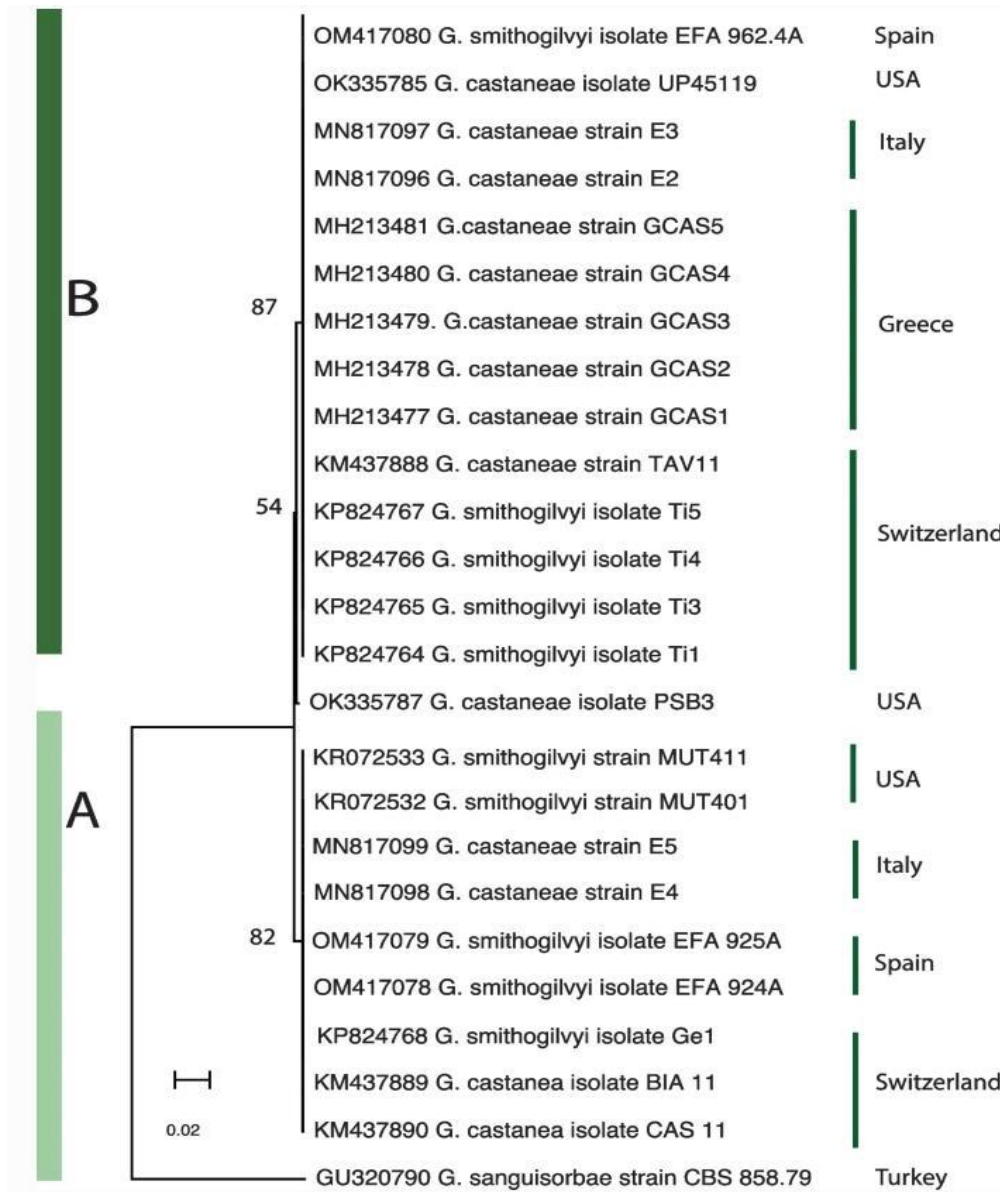 OM417080 G. smithogilvyi isolate EFA 962.4A Spain
OK335785 G. castaneae isolate UP45119 USA
MN817097 G. castaneae strain E3
Italy
MN817096 G. castaneae strain E2
MH213481 G.castaneae strain GCAS5
MH213480 G. castaneae strain GCAS4
B
87
MH213479. G.castaneae strain GCAS3
Greece
MH213478 G. castaneae strain GCAS2
MH213477 G. castaneae strain GCAS1
KM437888 G. castaneae strain TAV11
54
KP824767 G. smithogilvyi isolate Ti5
Switzerland
KP824766 G. smithogilvyi isolate Ti4
KP824765 G. smithogilvyi isolate Ti3
KP824764 G. smithogilvyi isolate Ti1
OK335787 G. castaneae isolate PSB3 USA
KR072533 G. smithogilvyi strain MUT411
USA
KR072532 G. smithogilvyi strain MUT401
A
MN817099 G. castaneae strain E5
Italy
MN817098 G. castaneae strain E4
82
OM417079 G. smithogilvyi isolate EFA 925A
Spain
OM417078 G. smithogilvyi isolate EFA 924A
KP824768 G. smithogilvyi isolate Ge1
KM437889 G. castanea isolate BIA 11
Switzerland
0.02
KM437890 G. castanea isolate CAS 11
GU320790 G. sanguisorbae strain CBS 858.79 Turkey